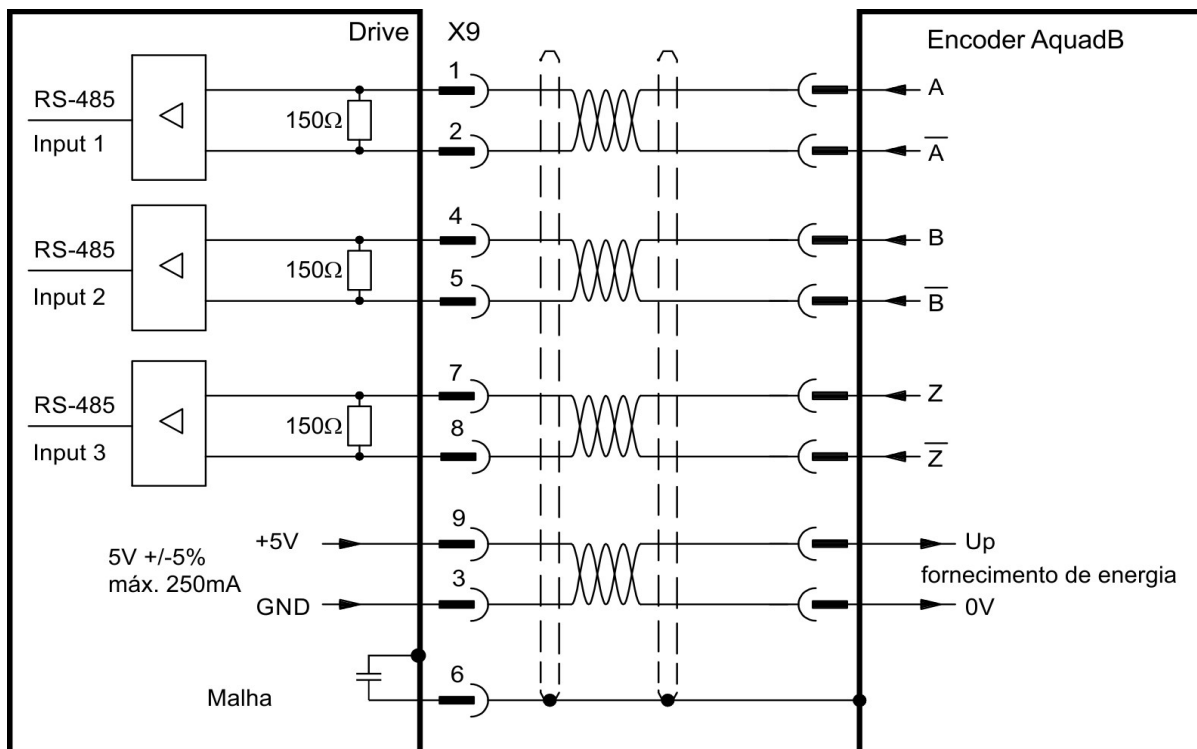 Drive
X9
Encoder AquadB
RS-485
Input 1
150Ω
1
2
A
A̅
RS-485
Input 2
150Ω
4
5
B
B̅
RS-485
Input 3
150Ω
7
8
Z
Z̅
5V +/-5%
máx. 250mA
+5V
GND
9
3
Up
fornecimento de energia
0V
Malha
6